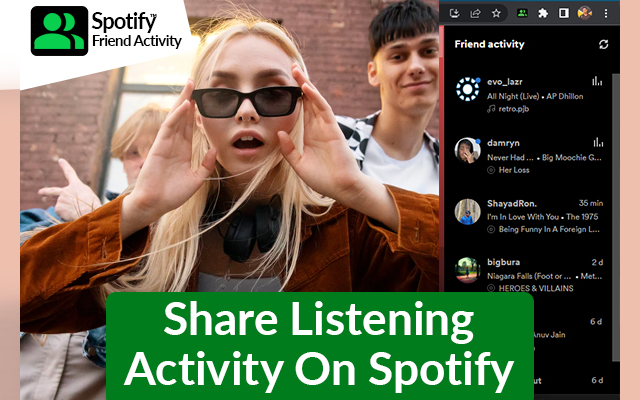 Spotify™
Friend Activity
Friend activity
evo_lazr
All Night (Live) • AP Dhillon
retro.pjb
damryn
Never Had ... • Big Moochie G...
Her Loss
ShayadRon. 35 min
I'm In Love With You • The 1975
Being Funny In A Foreign L...
bigbura 2 d
Niagara Falls (Foot or ... • Met...
HEROES & VILLAINS
6 d
Anuv Jain
6 d
Share Listening
Activity On Spotify